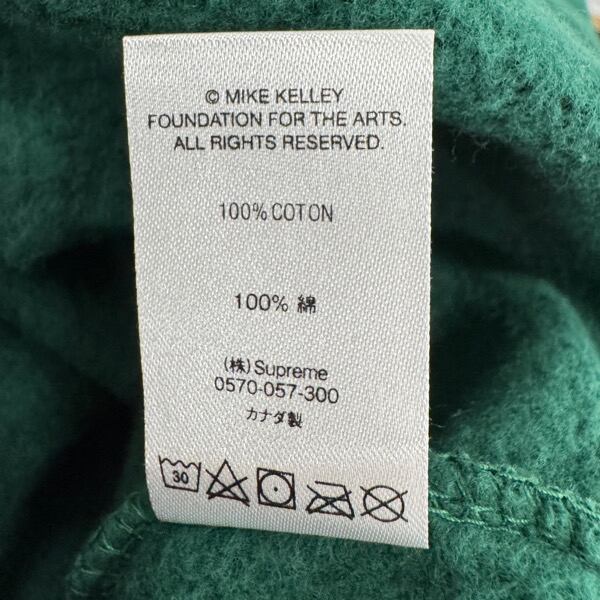 © MIKE KELLEY
FOUNDATION FOR THE ARTS.
ALL RIGHTS RESERVED.
100% COTON
100% 綿
(株) Supreme
0570-057-300
カナダ製
30